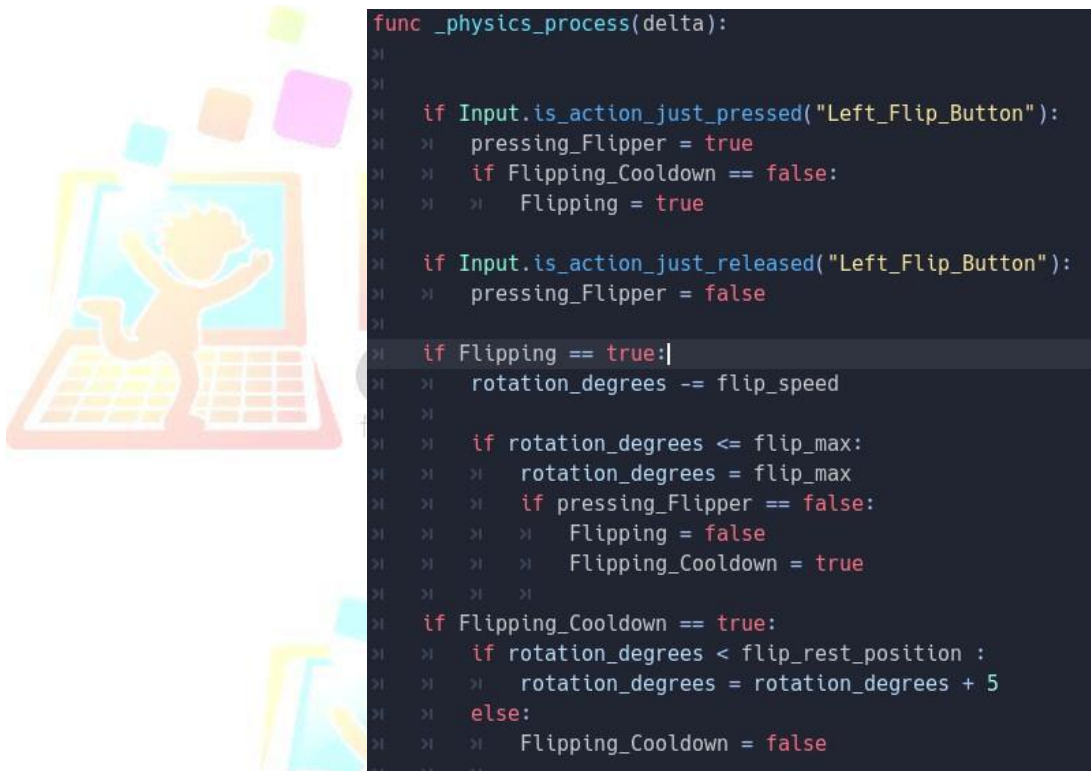 func _physics_process(delta):
if Input.is_action_just_pressed("Left_Flip_Button"):
pressing_Flipper = true
if Flipping_Cooldown == false:
Flipping = true
if Input.is_action_just_released("Left_Flip_Button"):
pressing_Flipper = false
if Flipping == true:
rotation_degrees -= flip_speed
if rotation_degrees <= flip_max:
rotation_degrees = flip_max
if pressing_Flipper == false:
Flipping = false
Flipping_Cooldown = true
if Flipping_Cooldown == true:
if rotation_degrees < flip_rest_position :
rotation_degrees = rotation_degrees + 5
else:
Flipping_Cooldown = false